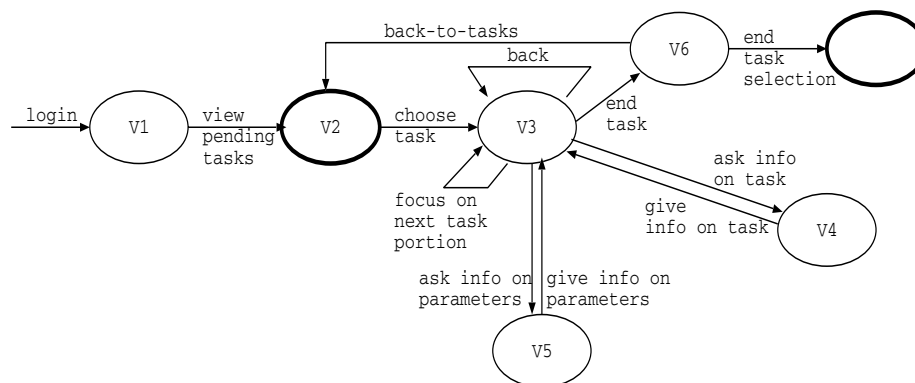 back-to-tasks
V6
end
task
selection
back
login
V1
view
pending
tasks
V2
choose
task
V3
end
task
focus on
next task
portion
ask info
on task
give
info on task
V4
ask info on
parameters
give info on
parameters
V5